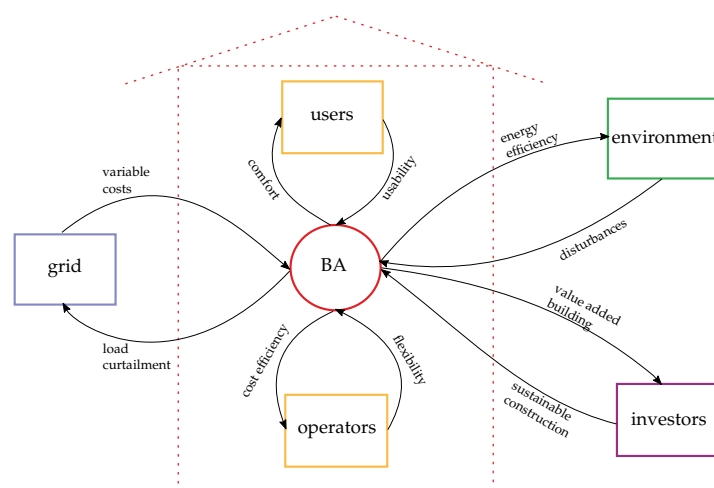 users
energy
efficiency
environment
variable
costs
comfort
usability
disturbances
grid
BA
value added
building
load
curtailment
cost efficiency
flexibility
sustainable
construction
operators
investors